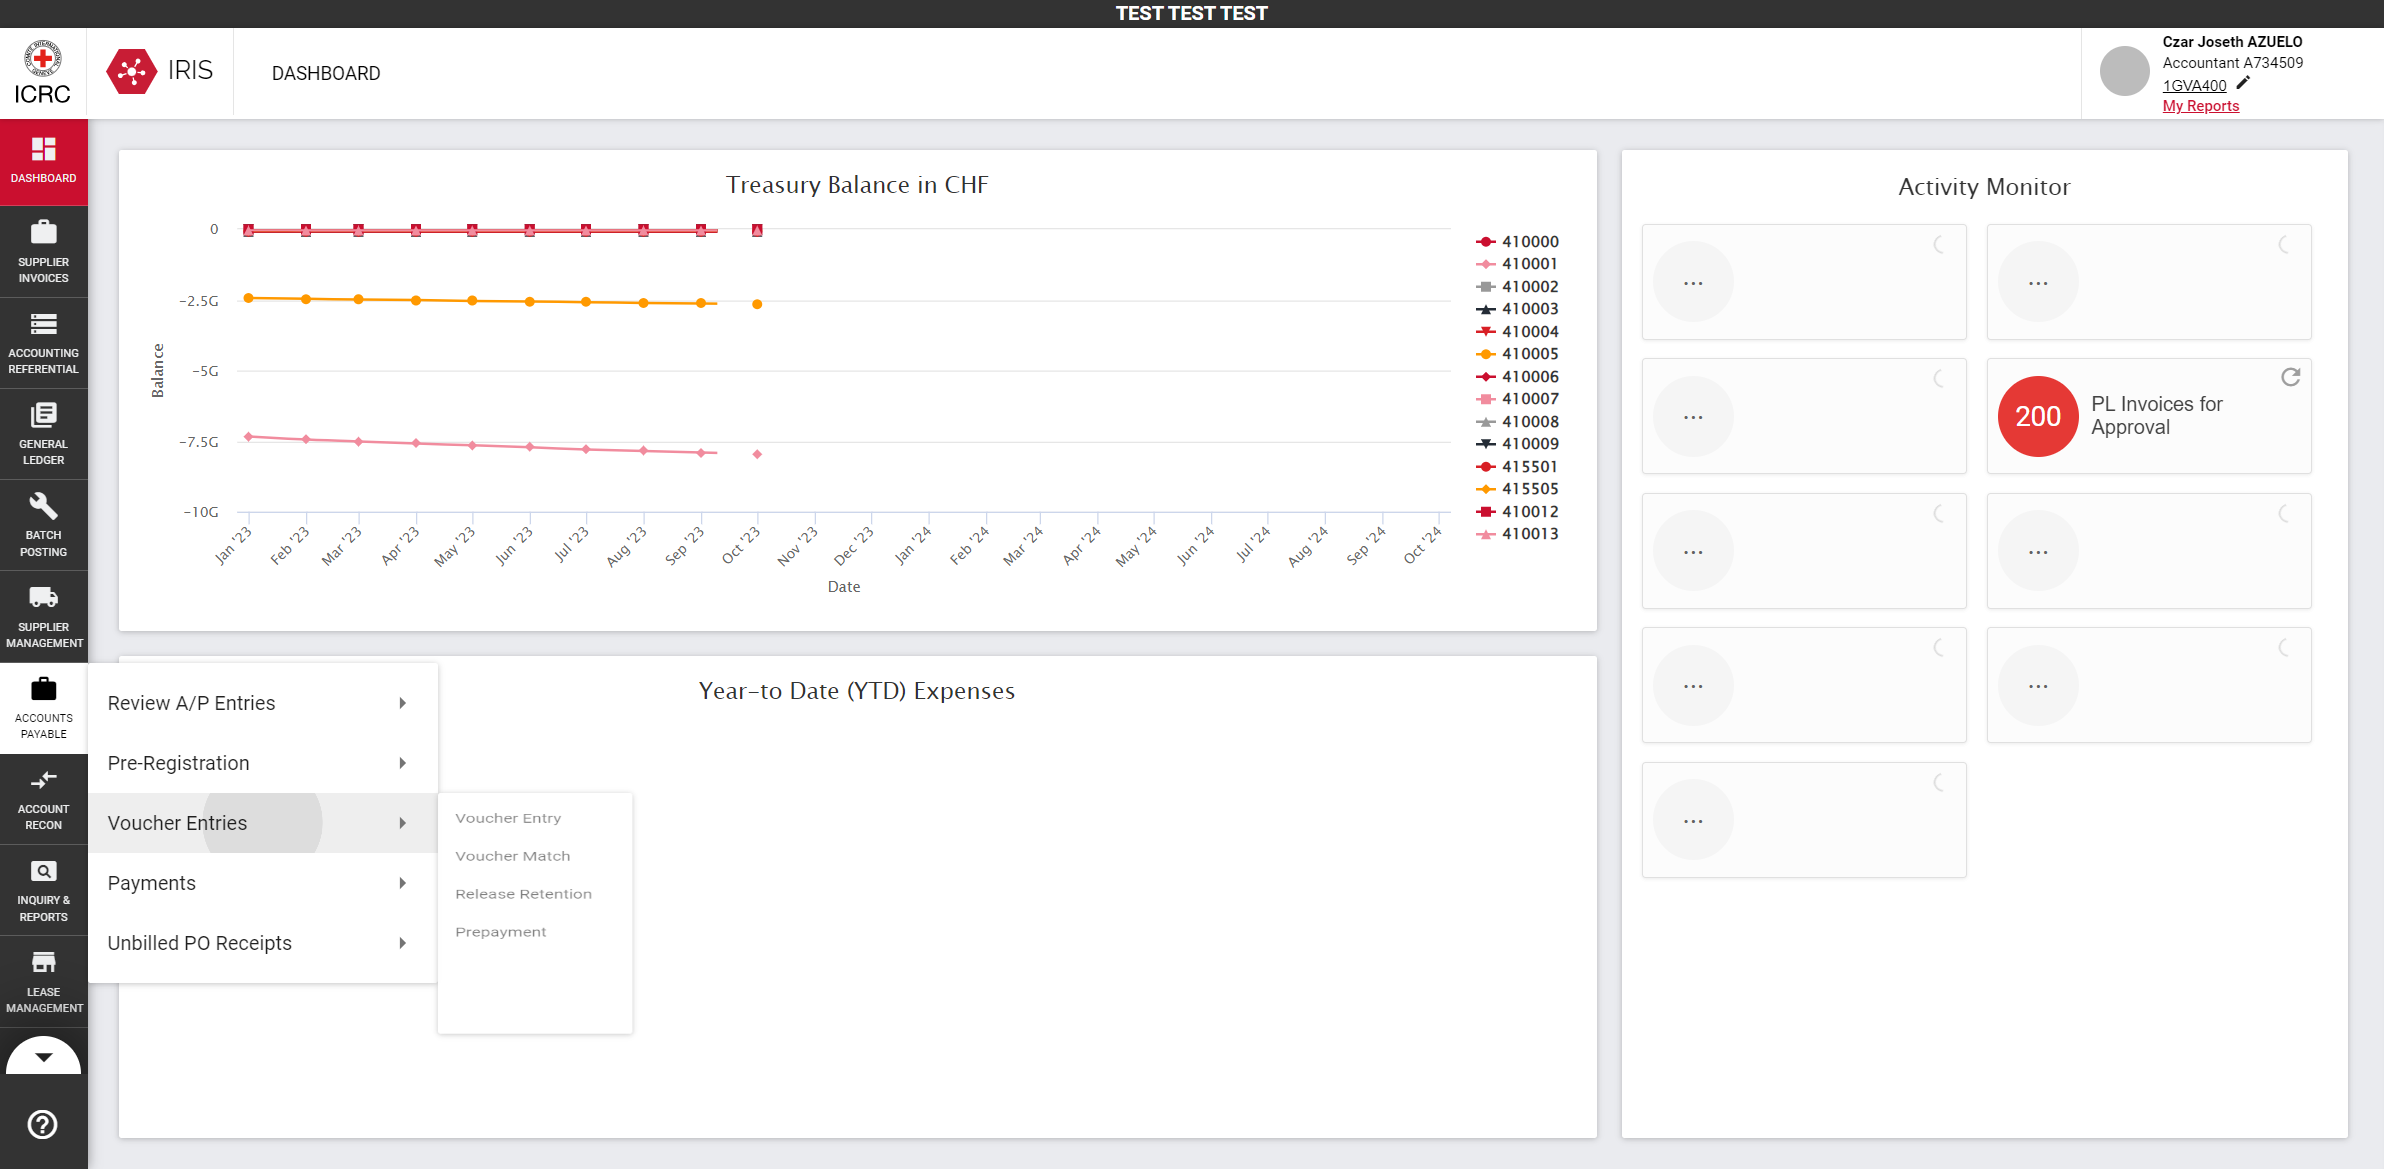 TEST TEST TEST
ICRC
IRIS
DASHBOARD
Czar Joseth AZUELO
Accountant A734509
1GVA400
My Reports
DASHBOARD
SUPPLIER
INVOICES
ACCOUNTING
REFERENTIAL
GENERAL
LEDGER
BATCH
POSTING
SUPPLIER
MANAGEMENT
ACCOUNTS
PAYABLE
ACCOUNT
RECON
INQUIRY &
REPORTS
LEASE
MANAGEMENT
Treasury Balance in CHF
Balance
0
−2.5G
−5G
−7.5G
−10G
Jan '23
Feb '23
Mar '23
Apr '23
May '23
Jun '23
Jul '23
Aug '23
Sep '23
Oct '23
Nov '23
Dec '23
Jan '24
Feb '24
Mar '24
Apr '24
May '24
Jun '24
Jul '24
Aug '24
Sep '24
Oct '24
Date
410000
410001
410002
410003
410004
410005
410006
410007
410008
410009
415501
415505
410012
410013
Year-to Date (YTD) Expenses
Review A/P Entries
Pre-Registration
Voucher Entries
Payments
Unbilled PO Receipts
Voucher Entry
Voucher Match
Release Retention
Prepayment
Activity Monitor
...
...
...
200
PL Invoices for
Approval
...
...
...
...
...